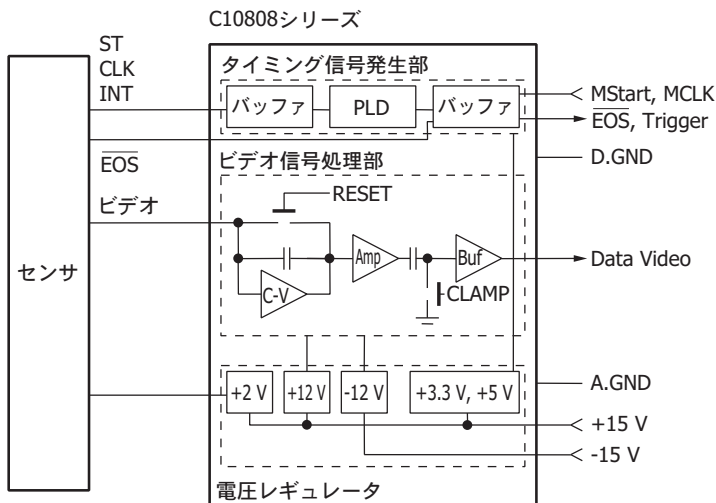 C10808シリーズ
ST
CLK
INT
タイミング信号発生部
バッファ
PLD
バッファ
MStart, MCLK
EOS, Trigger
EOS
D.GND
ビデオ信号処理部
ビデオ
RESET
センサ
Amp
Buf
Data Video
C-V
CLAMP
+2 V
+12 V
-12 V
+3.3 V, +5 V
A.GND
+15 V
-15 V
電圧レギュレータ